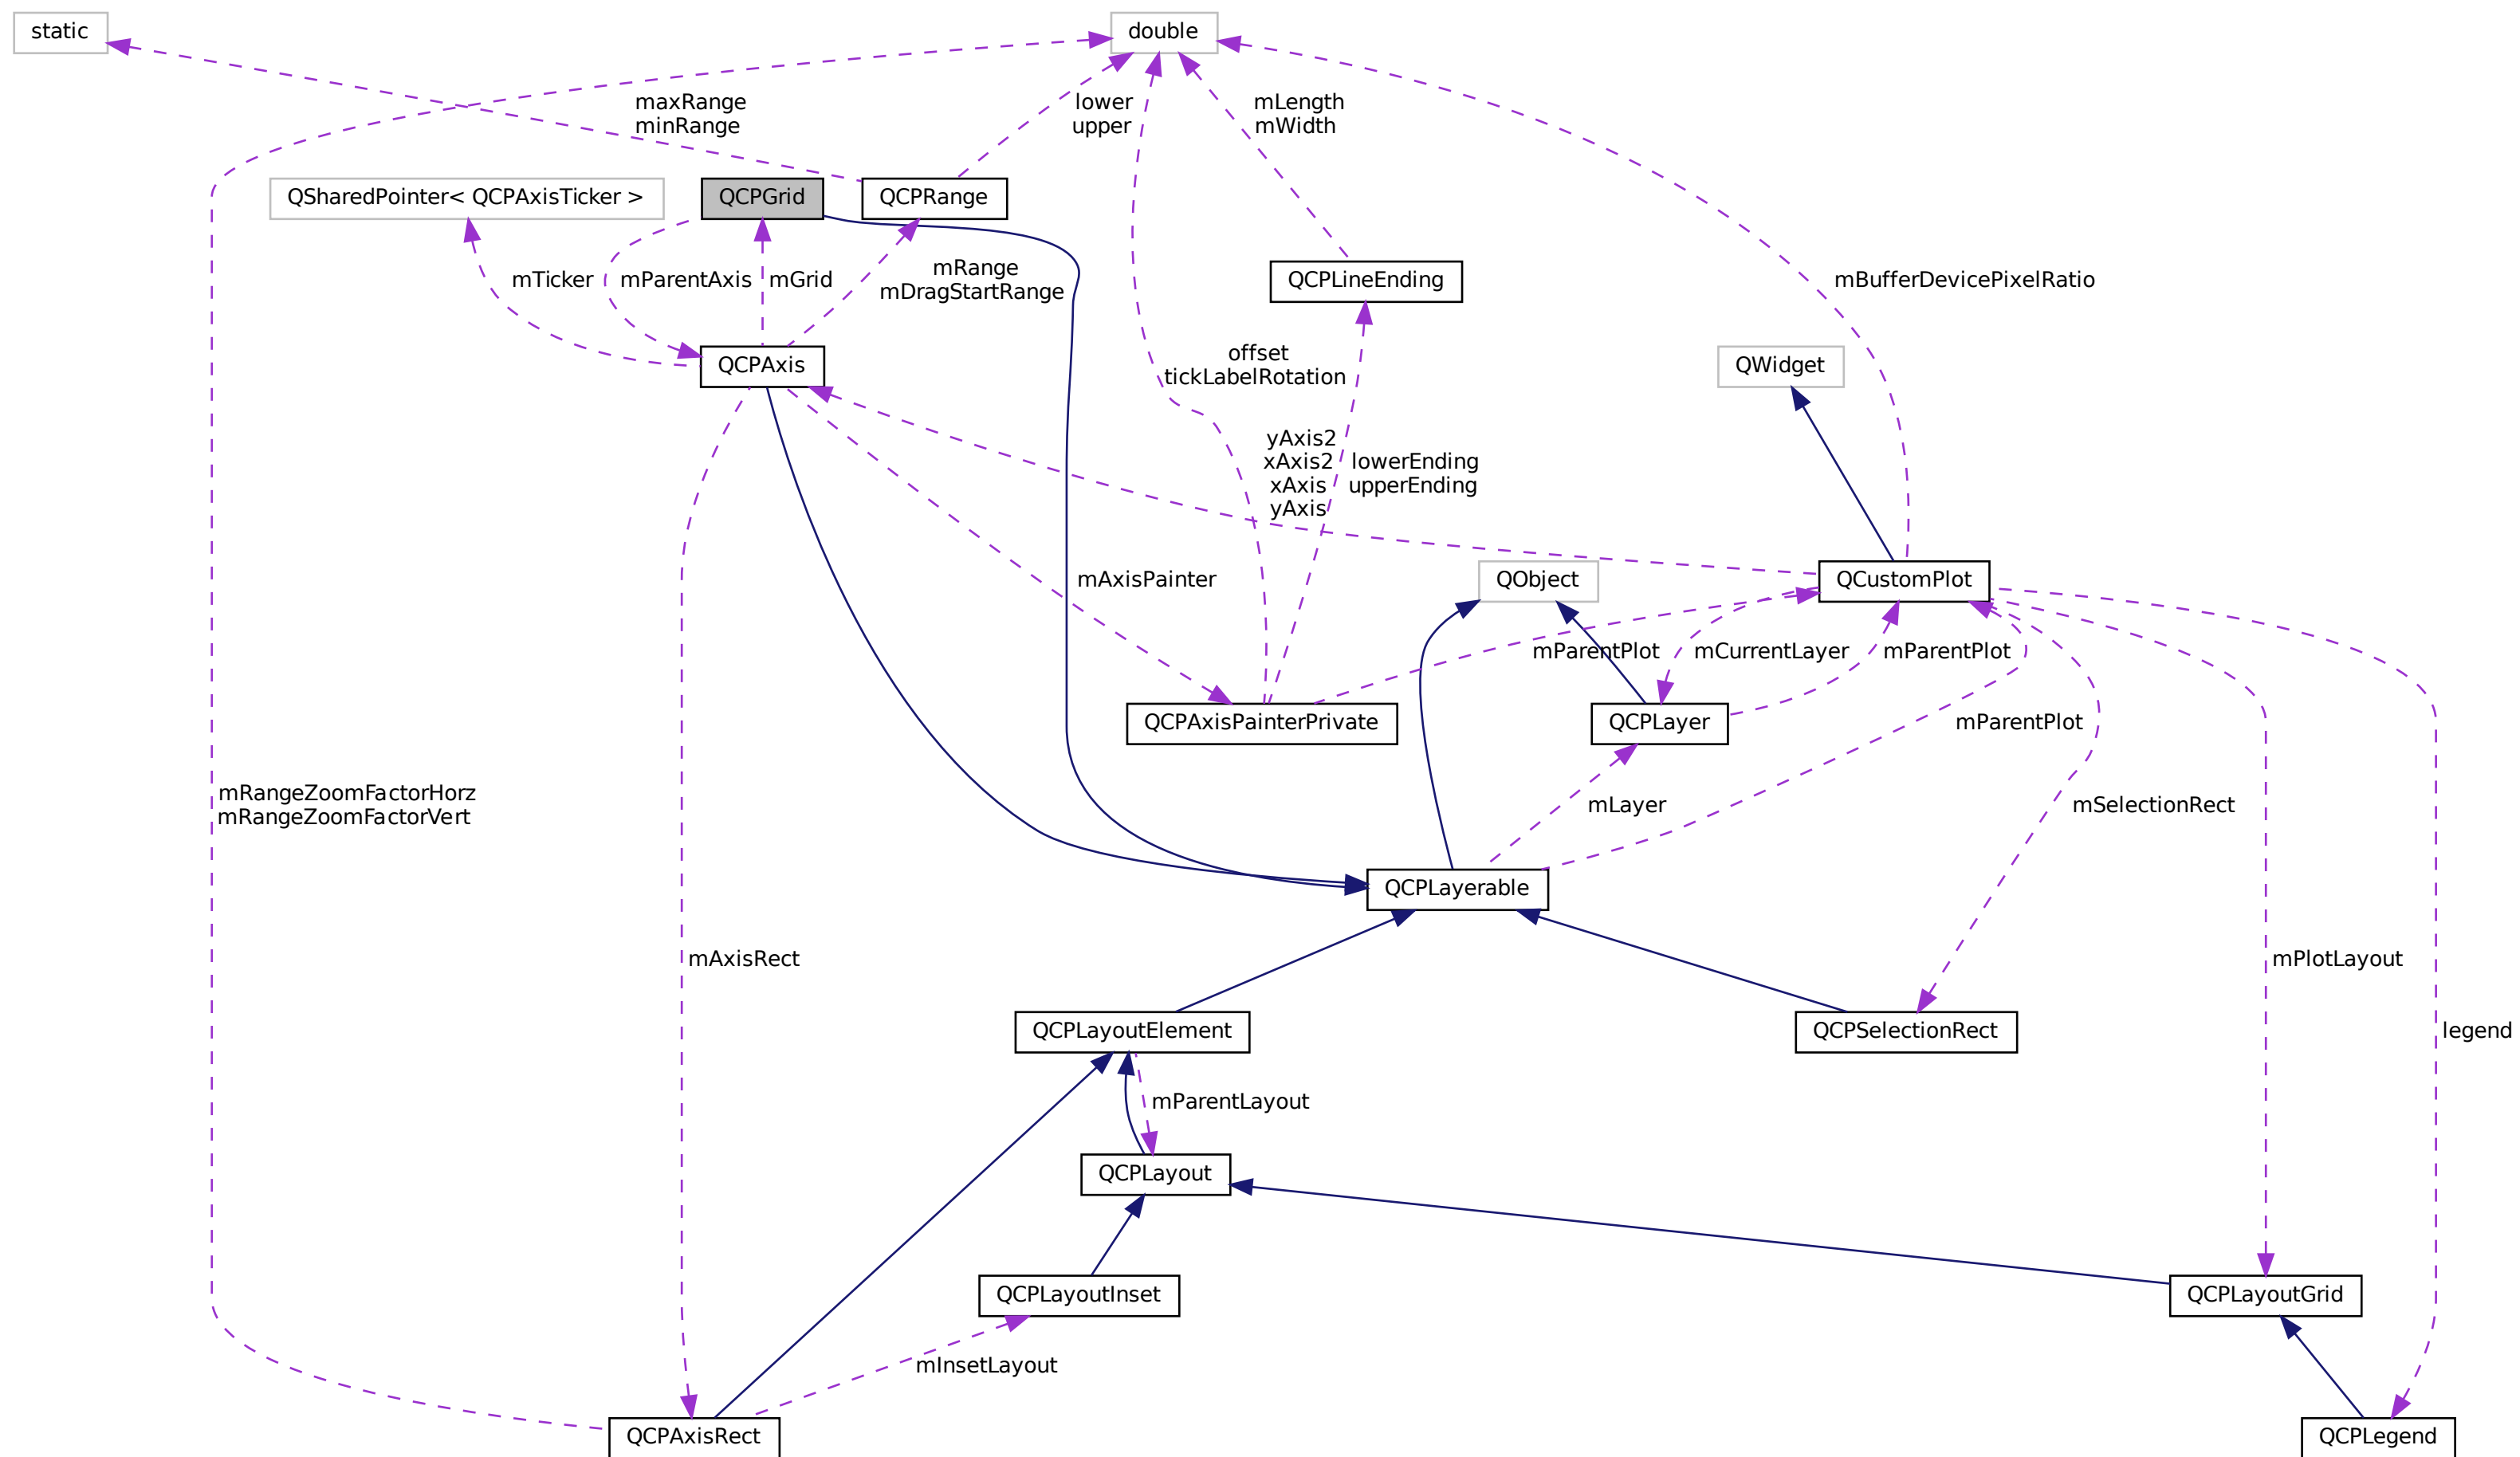 static
double
maxRange
minRange
lower
upper
mLength
mWidth
QSharedPointer< QCPAxisTicker >
QCPGrid
QCPRange
mTicker
mParentAxis
mGrid
mRange
mDragStartRange
QCPLineEnding
mBufferDevicePixelRatio
QCPAxis
offset
tickLabelRotation
QWidget
yAxis2
xAxis2
xAxis
yAxis
lowerEnding
upperEnding
mAxisPainter
QObject
QCustomPlot
mParentPlot
mCurrentLayer
mParentPlot
QCPAxisPainterPrivate
QCPLayer
mParentPlot
mRangeZoomFactorHorz
mRangeZoomFactorVert
mLayer
mSelectionRect
QCPLayerable
mAxisRect
mPlotLayout
QCPLayoutElement
QCPSelectionRect
legend
mParentLayout
QCPLayout
QCPLayoutInset
QCPLayoutGrid
mInsetLayout
QCPAxisRect
QCPLegend